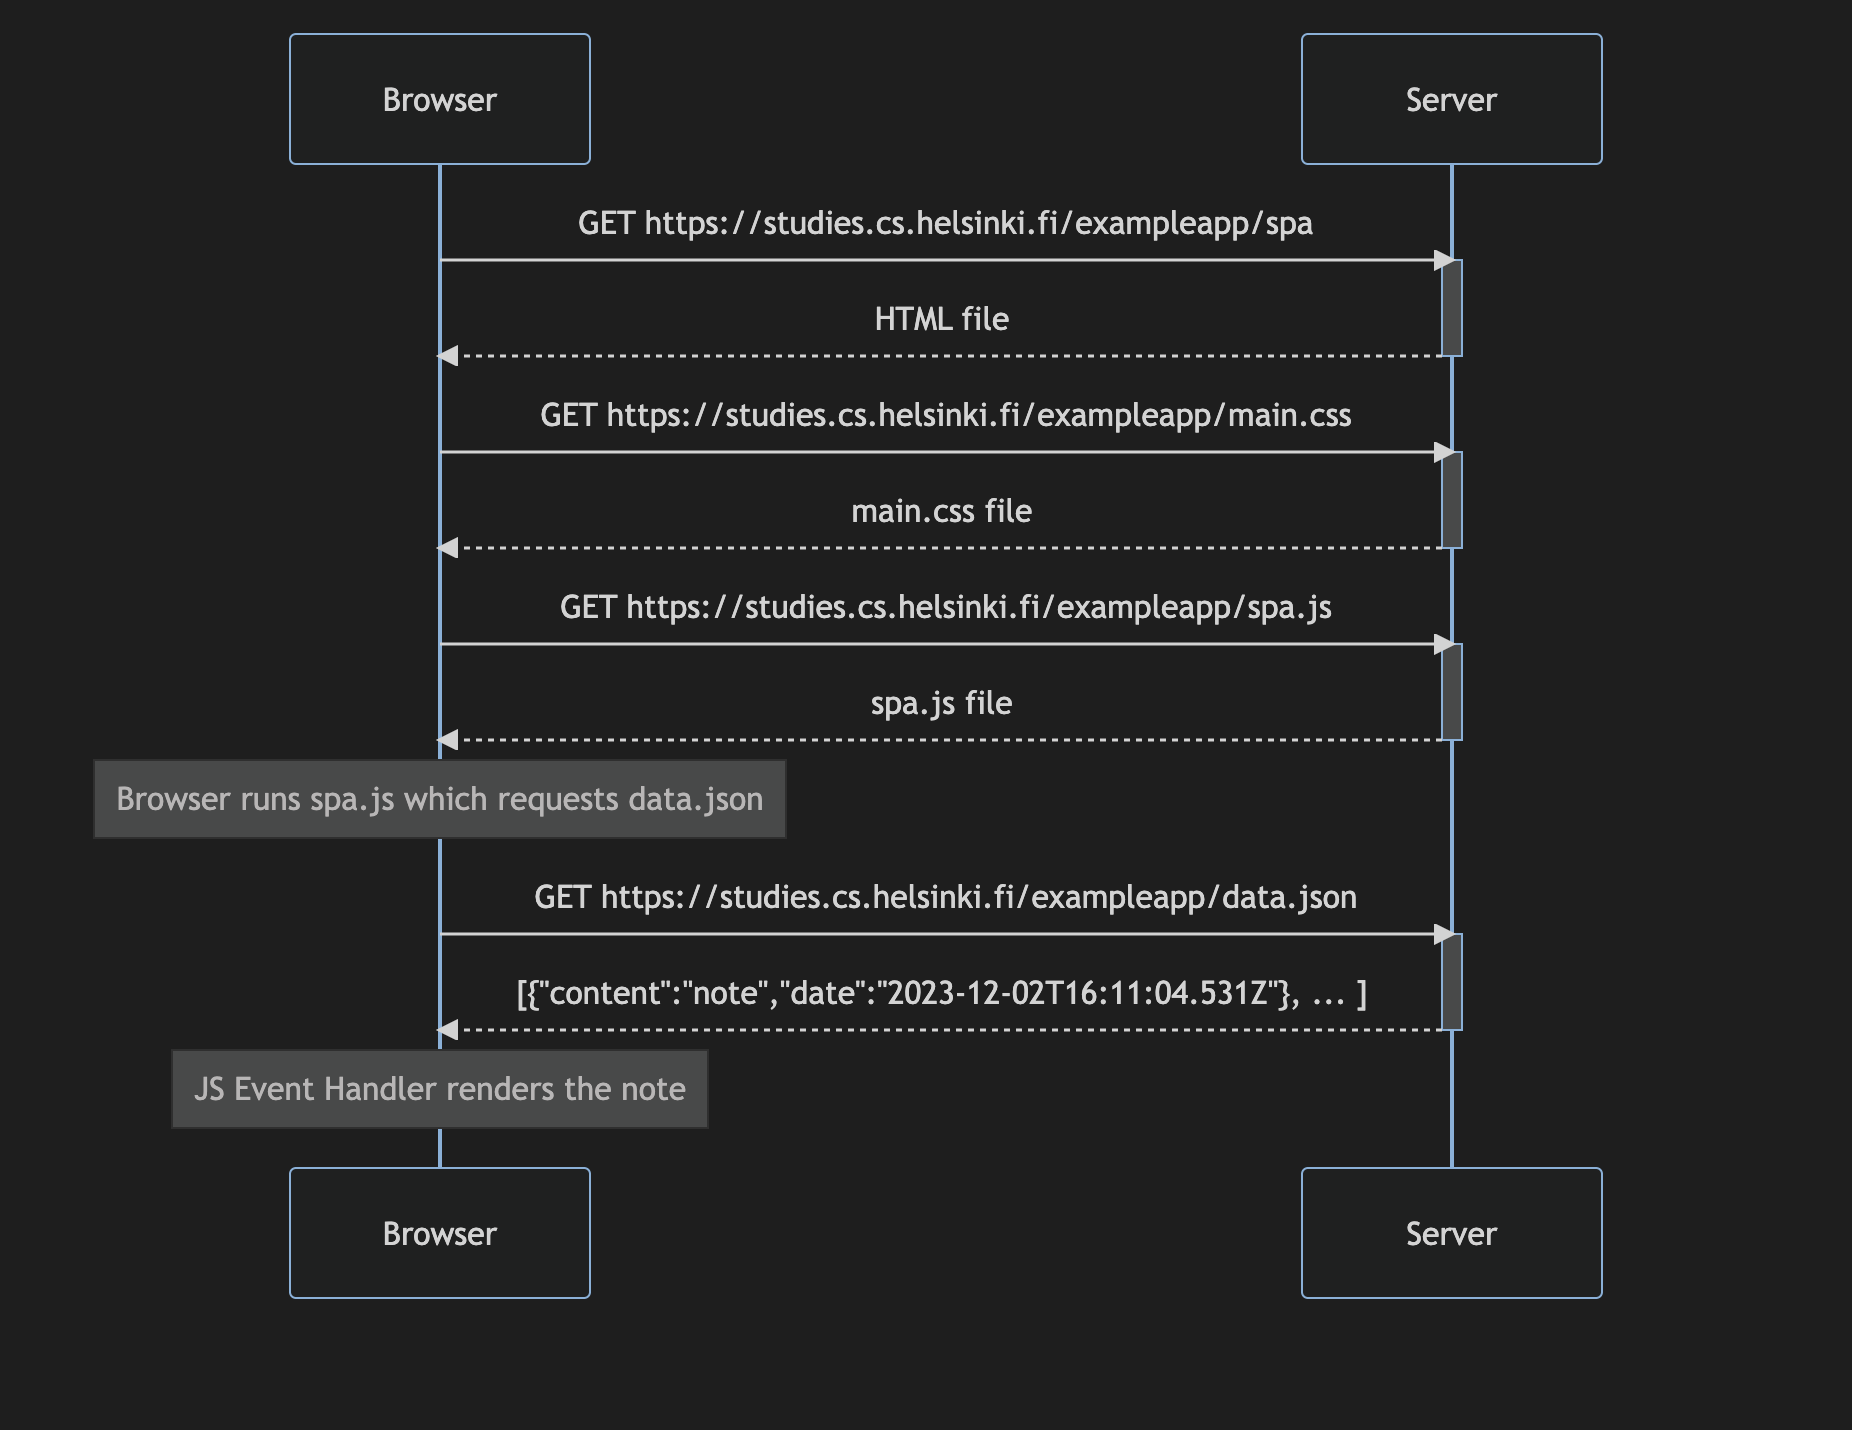 Browser
Server
GET https://studies.cs.helsinki.fi/exampleapp/spa
HTML file
GET https://studies.cs.helsinki.fi/exampleapp/main.css
main.css file
GET https://studies.cs.helsinki.fi/exampleapp/spa.js
spa.js file
Browser runs spa.js which requests data.json
GET https://studies.cs.helsinki.fi/exampleapp/data.json
[{"content":"note","date":"2023-12-02T16:11:04.531Z"}, ... ]
JS Event Handler renders the note
Browser
Server